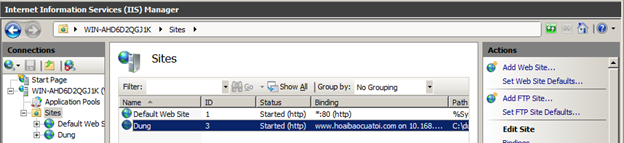 Internet Information Services (IIS) Manager
WIN-AHD6D2QGJ1K Sites
Connections
Start Page
WIN-AHD6D2QGJ1K (
Application Pools
Sites
Default Web S
Dung
Sites
Filter: Go Show All Group by: No Grouping
Name ID Status Binding Path
Default Web Site 1 Started (http) *:80 (http) %Sy
Dung 3 Started (http) www.hoaibaocuatoi.com on 10.168.... C:\du
Actions
Add Web Site...
Set Web Site Defaults...
Add FTP Site...
Set FTP Site Defaults...
Edit Site
Bindings